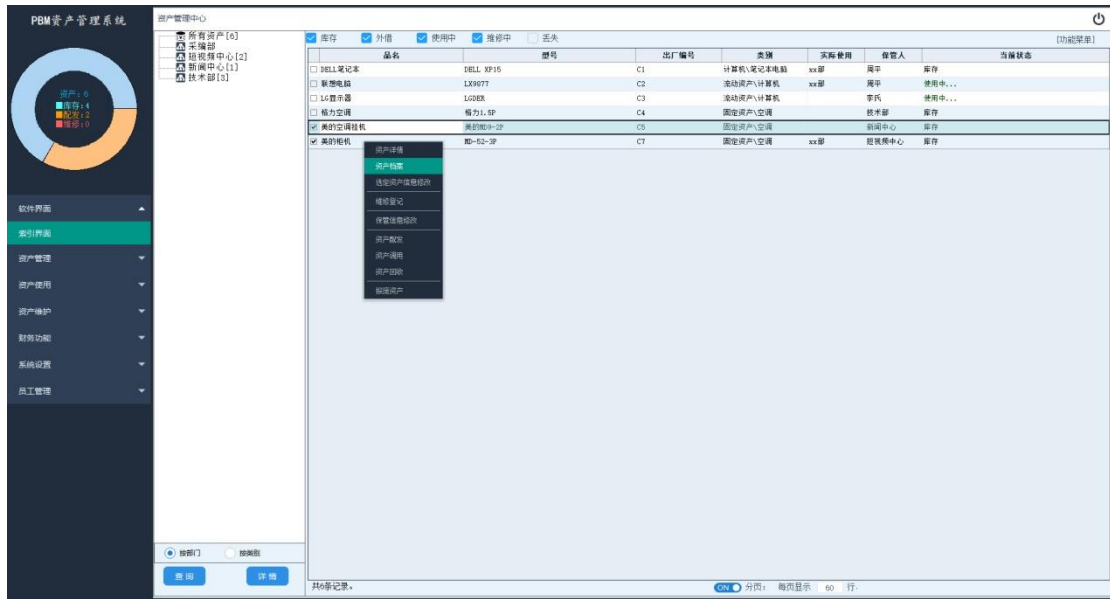 PBM资产管理系统
资产：6
库存：4
配发：2
维修：0
软件界面
索引界面
资产管理
资产使用
资产维护
财务功能
系统设置
员工管理
资产管理中心
所有资产[6]
采编部
短视频中心[2]
新闻中心[1]
技术部[3]
按部门 按类别
查询 详情
库存 外借 使用中 维修中 丢失 [功能菜单]
品名 型号 出厂编号 类别 实际使用 保管人 当前状态
DELL笔记本 DELL XP15 C1 计算机\笔记本电脑 xx部 周平 库存
联想电脑 LX9877 C2 流动资产\计算机 xx部 周平 使用中...
LG显示器 LGDER C3 流动资产\计算机 李氏 使用中...
格力空调 格力1.5P C4 固定资产\空调 技术部 库存
美的空调挂机 美的MD9-2P C5 固定资产\空调 新闻中心 库存
美的柜机 MD-52-3P C7 固定资产\空调 xx部 短视频中心 库存
资产详情
资产档案
选定资产信息修改
维修登记
保管信息修改
资产配发
资产调用
资产回收
报废资产
共6条记录。 ON 分页： 每页显示 60 行.